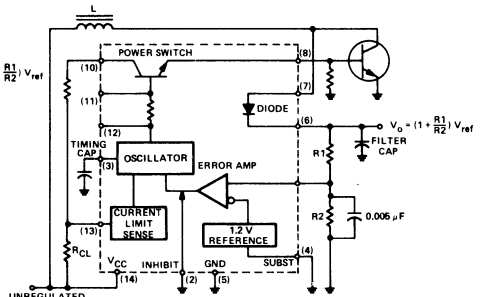 L
POWER SWITCH
(10)
(8)
R1
R2
) Vref
(11)
(7)
DIODE
(12)
(6)
Vo = (1 + R1/R2) Vref
TIMING
CAP
(3)
OSCILLATOR
ERROR AMP
R1
FILTER
CAP
CURRENT
LIMIT
SENSE
(13)
R2
0.005 μF
1.2 V
REFERENCE
RCL
VCC
INHIBIT
GND
SUBST
(4)
(14)
(2)
(5)
UNREGULATED